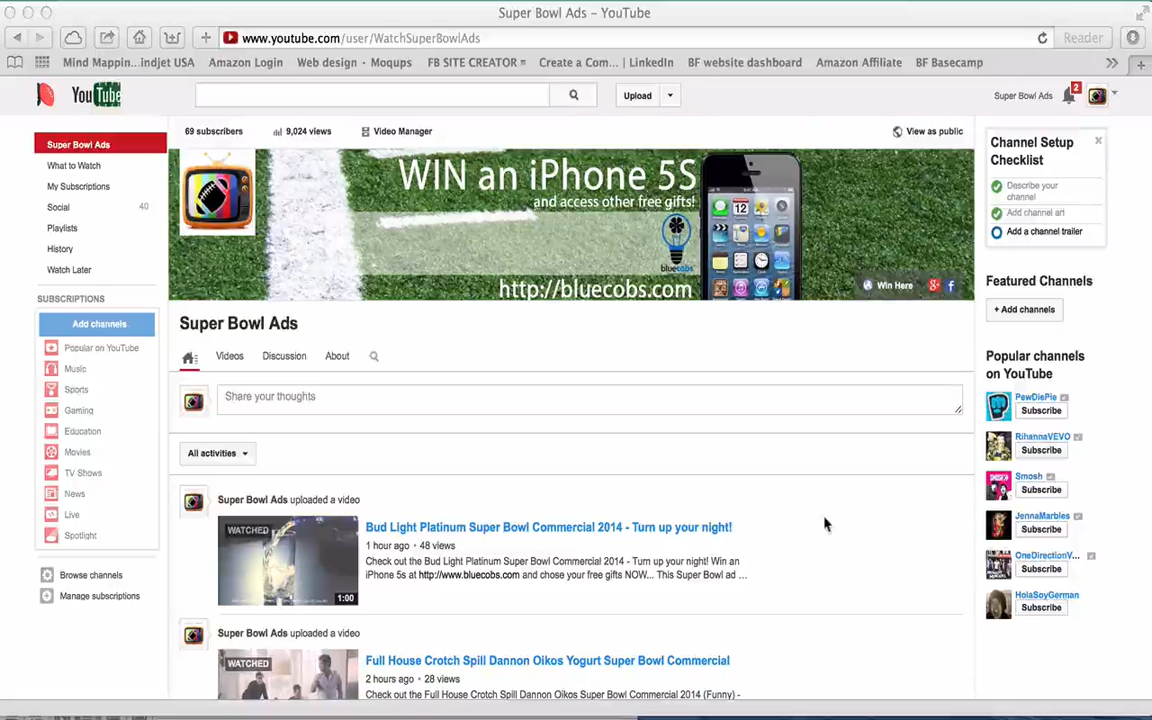 Super Bowl Ads – YouTube
www.youtube.com/user/WatchSuperBowlAds
Reader
Mind Mappin...indjet USA
Amazon Login
Web design - Moqups
FB SITE CREATOR
Create a Com... | LinkedIn
BF website dashboard
Amazon Affiliate
BF Basecamp
YouTube
Upload
Super Bowl Ads
2
Super Bowl Ads
What to Watch
My Subscriptions
Social
40
Playlists
History
Watch Later
SUBSCRIPTIONS
Add channels
Popular on YouTube
Music
Sports
Gaming
Education
Movies
TV Shows
News
Live
Spotlight
Browse channels
Manage subscriptions
69 subscribers
9,024 views
Video Manager
View as public
WIN an iPhone 5S
and access other free gifts!
bluecobs
http://bluecobs.com
12
Win Here
Super Bowl Ads
Videos
Discussion
About
Share your thoughts
All activities
Super Bowl Ads uploaded a video
WATCHED
1:00
Bud Light Platinum Super Bowl Commercial 2014 - Turn up your night!
1 hour ago · 48 views
Check out the Bud Light Platinum Super Bowl Commercial 2014 - Turn up your night! Win an
iPhone 5s at http://www.bluecobs.com and chose your free gifts NOW... This Super Bowl ad ...
Super Bowl Ads uploaded a video
WATCHED
Full House Crotch Spill Dannon Oikos Yogurt Super Bowl Commercial
2 hours ago · 28 views
Check out the Full House Crotch Spill Dannon Oikos Super Bowl Commercial 2014 (Funny) -
Channel Setup
Checklist
Describe your
channel
Add channel art
Add a channel trailer
Featured Channels
+ Add channels
Popular channels
on YouTube
PewDiePie
Subscribe
RihannaVEVO
Subscribe
Smosh
Subscribe
JennaMarbles
Subscribe
OneDirectionV...
Subscribe
HolaSoyGerman
Subscribe